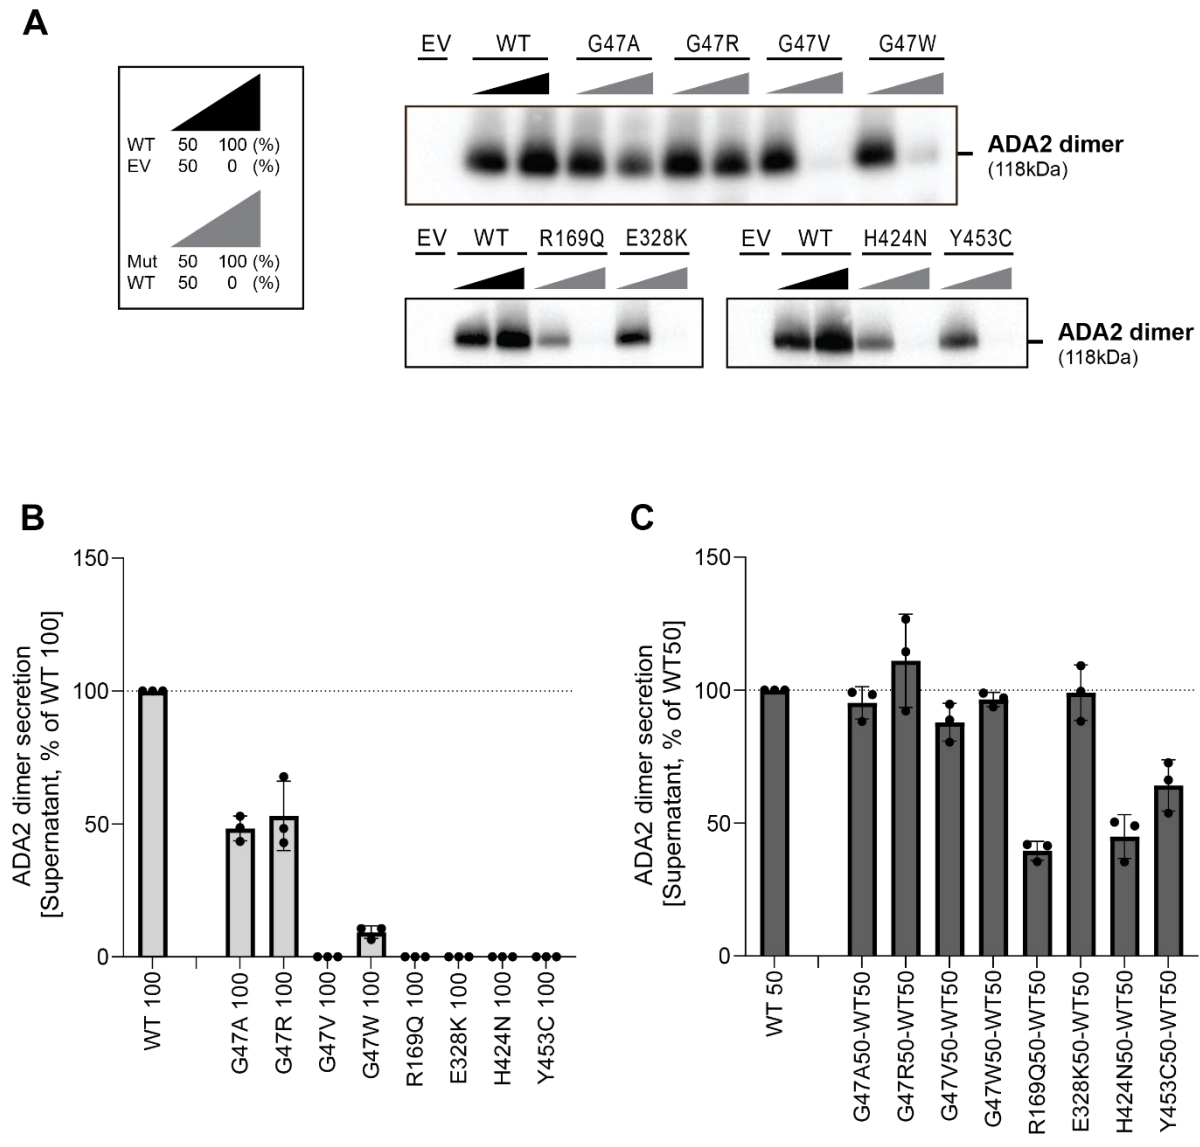 A
WT 50 100 (%)
EV 50 0 (%)
Mut 50 100 (%)
WT 50 0 (%)
EV WT G47A G47R G47V G47W
ADA2 dimer
(118kDa)
EV WT R169Q E328K
EV WT H424N Y453C
ADA2 dimer
(118kDa)
B
ADA2 dimer secretion
[Supernatant, % of WT 100]
150
100
50
0
WT 100
G47A 100
G47R 100
G47V 100
G47W 100
R169Q 100
E328K 100
H424N 100
Y453C 100
C
ADA2 dimer secretion
[Supernatant, % of WT50]
150
100
50
0
WT 50
G47A50-WT50
G47R50-WT50
G47V50-WT50
G47W50-WT50
R169Q50-WT50
E328K50-WT50
H424N50-WT50
Y453C50-WT50